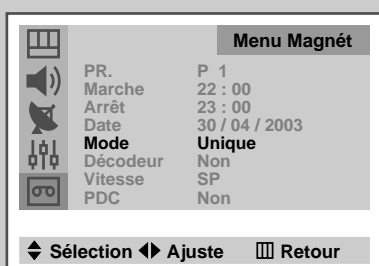 Menu Magnét
PR. P 1
Marche 22 : 00
Arrêt 23 : 00
Date 30 / 04 / 2003
Mode Unique
Décodeur Non
Vitesse SP
PDC Non
Sélection Ajuste Retour